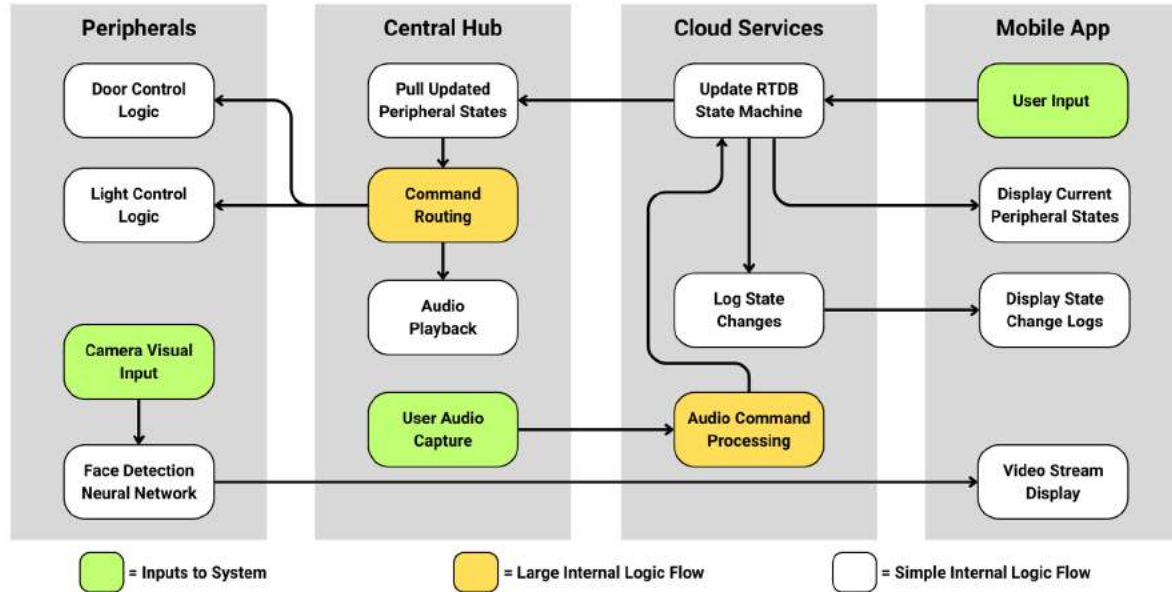 Peripherals
Central Hub
Cloud Services
Mobile App
Door Control
Logic
Pull Updated
Peripheral States
Update RTDB
State Machine
User Input
Light Control
Logic
Command
Routing
Display Current
Peripheral States
Audio
Playback
Log State
Changes
Display State
Change Logs
Camera Visual
Input
User Audio
Capture
Audio Command
Processing
Face Detection
Neural Network
Video Stream
Display
= Inputs to System
= Large Internal Logic Flow
= Simple Internal Logic Flow